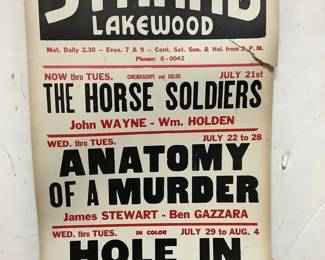 STRAND
LAKEWOOD
Mat. Daily 2.30 - Eves. 7 & 9 - Cont. Sat. Sun. & Hol. from 2 P.M.
Phone: 6-0042
NOW thru TUES. CINEMASCOPE and COLOR JULY 21st
THE HORSE SOLDIERS
John WAYNE - Wm. HOLDEN
WED. thru TUES. JULY 22 to 28
ANATOMY
OF A MURDER
James STEWART - Ben GAZZARA
WED. thru TUES. IN COLOR JULY 29 to AUG. 4
HOLE IN